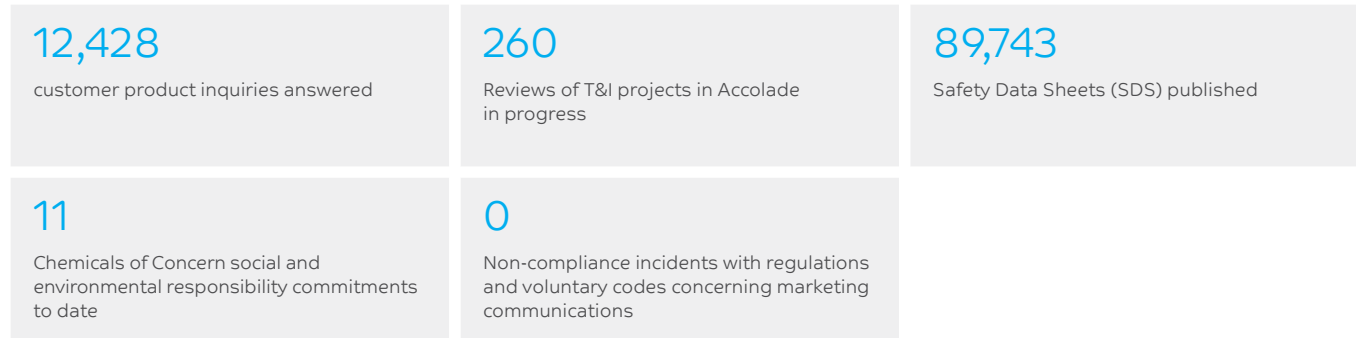 12,428
customer product inquiries answered
260
Reviews of T&I projects in Accolade
in progress
89,743
Safety Data Sheets (SDS) published
11
Chemicals of Concern social and
environmental responsibility commitments
to date
0
Non-compliance incidents with regulations
and voluntary codes concerning marketing
communications